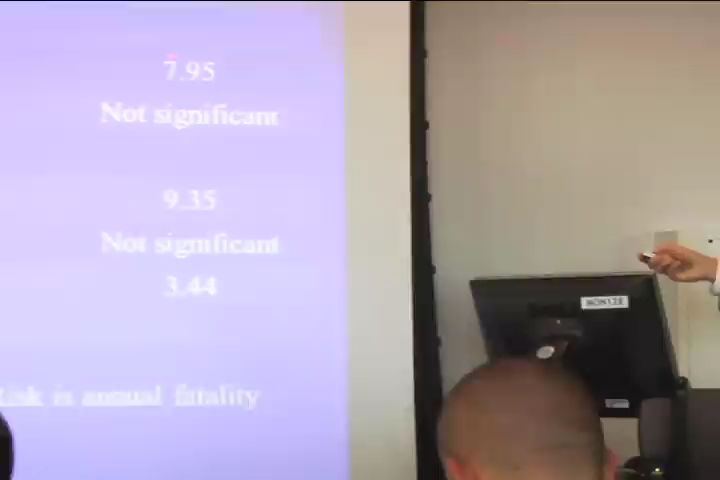 7.95
Not significant
9.35
Not significant
3.44
Risk is annual fatality